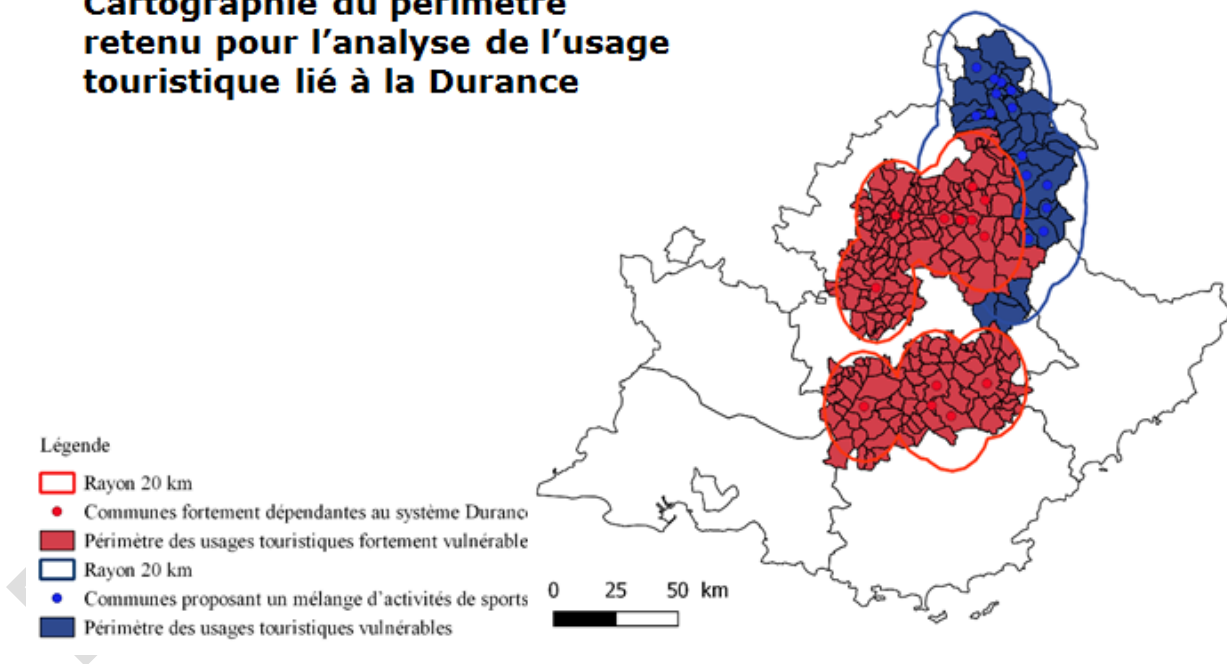 Cartographie du périmètre
retenu pour l'analyse de l'usage
touristique lié à la Durance
Légende
Rayon 20 km
Communes fortement dépendantes au système Durance
Périmètre des usages touristiques fortement vulnérable
Rayon 20 km
Communes proposant un mélange d'activités de sports
Périmètre des usages touristiques vulnérables
0 25 50 km